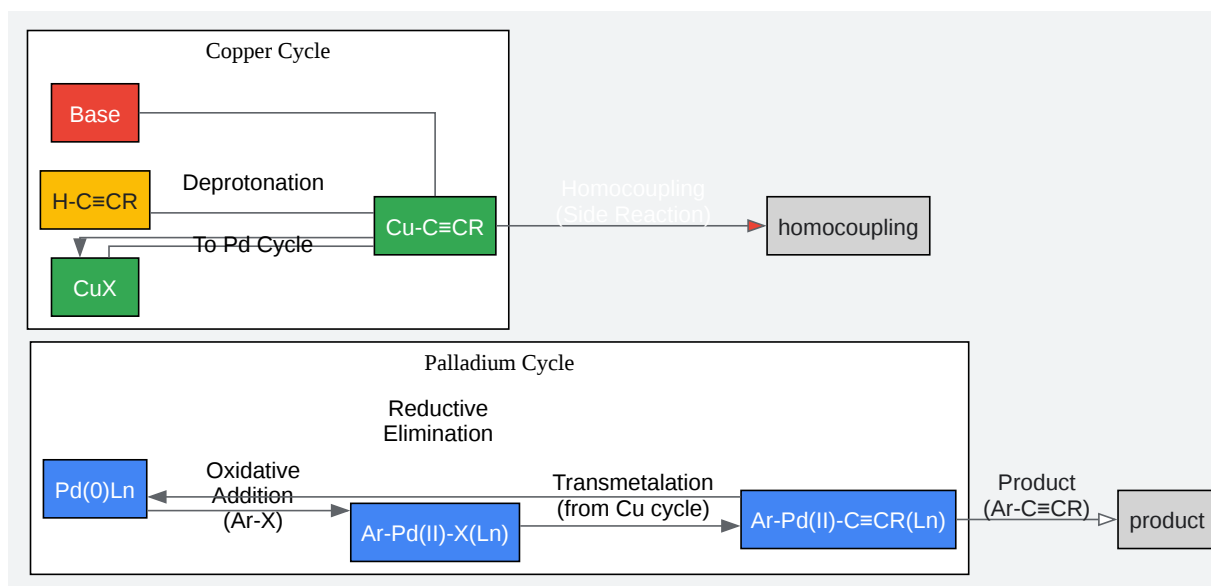 Copper Cycle
Base
H-C≡CR
Deprotonation
Cu-C≡CR
Homocoupling
(Side Reaction)
homocoupling
To Pd Cycle
CuX
Palladium Cycle
Reductive
Elimination
Pd(0)Ln
Oxidative
Addition
(Ar-X)
Ar-Pd(II)-X(Ln)
Transmetalation
(from Cu cycle)
Ar-Pd(II)-C≡CR(Ln)
Product
(Ar-C≡CR)
product